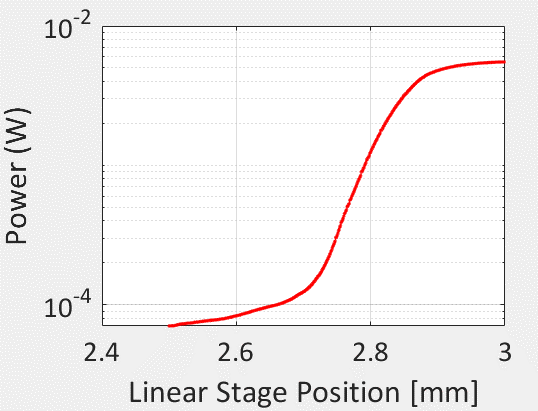 10⁻²
Power (W)
10⁻⁴
2.4 2.6 2.8 3
Linear Stage Position [mm]